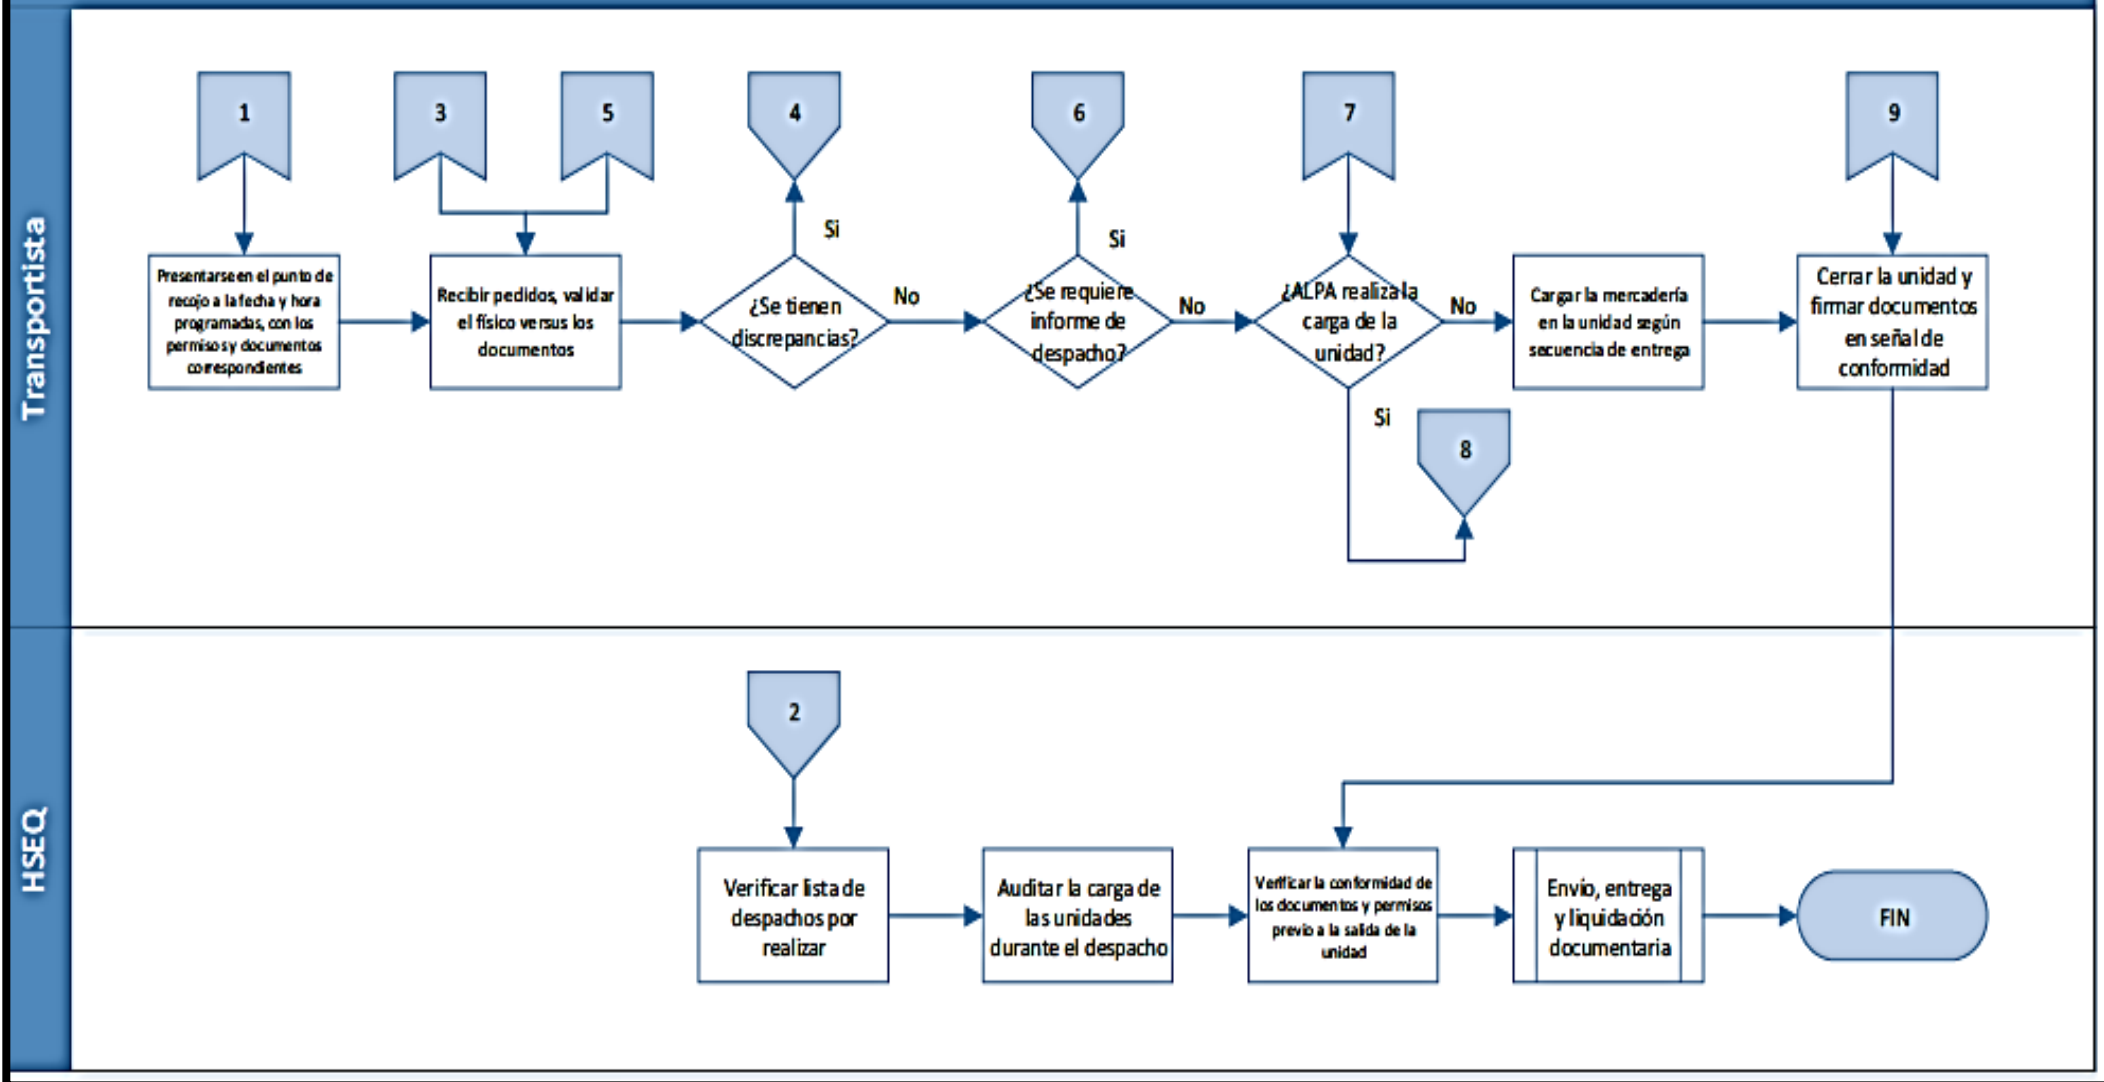 Transportista
1
3
5
4
6
7
9
Si
Si
Presentarse en el punto de
recojo a la fecha y hora
programadas, con los
permisos y documentos
correspondientes
Recibir pedidos, validar
el físico versus los
documentos
¿Se tienen
discrepancias?
No
¿Se requiere
informe de
despacho?
No
¿ALPA realiza la
carga de la
unidad?
No
Cargar la mercadería
en la unidad según
secuencia de entrega
Cerrar la unidad y
firmar documentos
en señal de
conformidad
Si
8
HSEQ
2
Verificar lista de
despachos por
realizar
Auditar la carga de
las unidades
durante el despacho
Verificar la conformidad de
los documentos y permisos
previo a la salida de la
unidad
Envío, entrega
y liquidación
documentaria
FIN